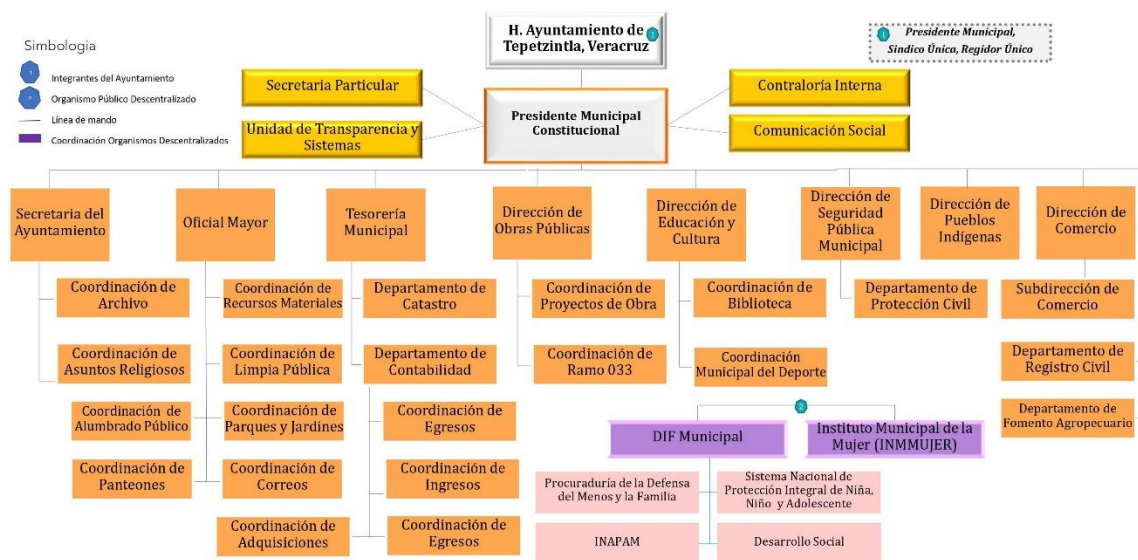 Simbologia
1
Integrantes del Ayuntamiento
2
Organismo Público Descentralizado
Línea de mando
Coordinación Organismos Descentralizados
H. Ayuntamiento de
Tepetzintla, Veracruz
1
1
Presidente Municipal,
Sindico Única, Regidor Único
Secretaria Particular
Unidad de Transparencia y
Sistemas
Presidente Municipal
Constitucional
Contraloría Interna
Comunicación Social
Secretaria del
Ayuntamiento
Oficial Mayor
Tesorería
Municipal
Dirección de
Obras Públicas
Dirección de
Educación y
Cultura
Dirección de
Seguridad
Pública
Municipal
Dirección de
Pueblos
Indígenas
Dirección de
Comercio
Coordinación de
Archivo
Coordinación de
Recursos Materiales
Departamento de
Catastro
Coordinación de
Proyectos de Obra
Coordinación de
Biblioteca
Departamento de
Protección Civil
Subdirección de
Comercio
Coordinación de
Asuntos Religiosos
Coordinación de
Limpia Pública
Departamento de
Contabilidad
Coordinación de
Ramo 033
Coordinación
Municipal del Deporte
Departamento de
Registro Civil
Coordinación de
Alumbrado Público
Coordinación de
Parques y Jardines
Coordinación de
Egresos
2
DIF Municipal
Instituto Municipal de la
Mujer (INMMUJER)
Departamento de
Fomento Agropecuario
Coordinación de
Panteones
Coordinación de
Correos
Coordinación de
Ingresos
Procuraduría de la Defensa
del Menos y la Familia
Sistema Nacional de
Protección Integral de Niña,
Niño y Adolescente
Coordinación de
Adquisiciones
Coordinación de
Egresos
INAPAM
Desarrollo Social